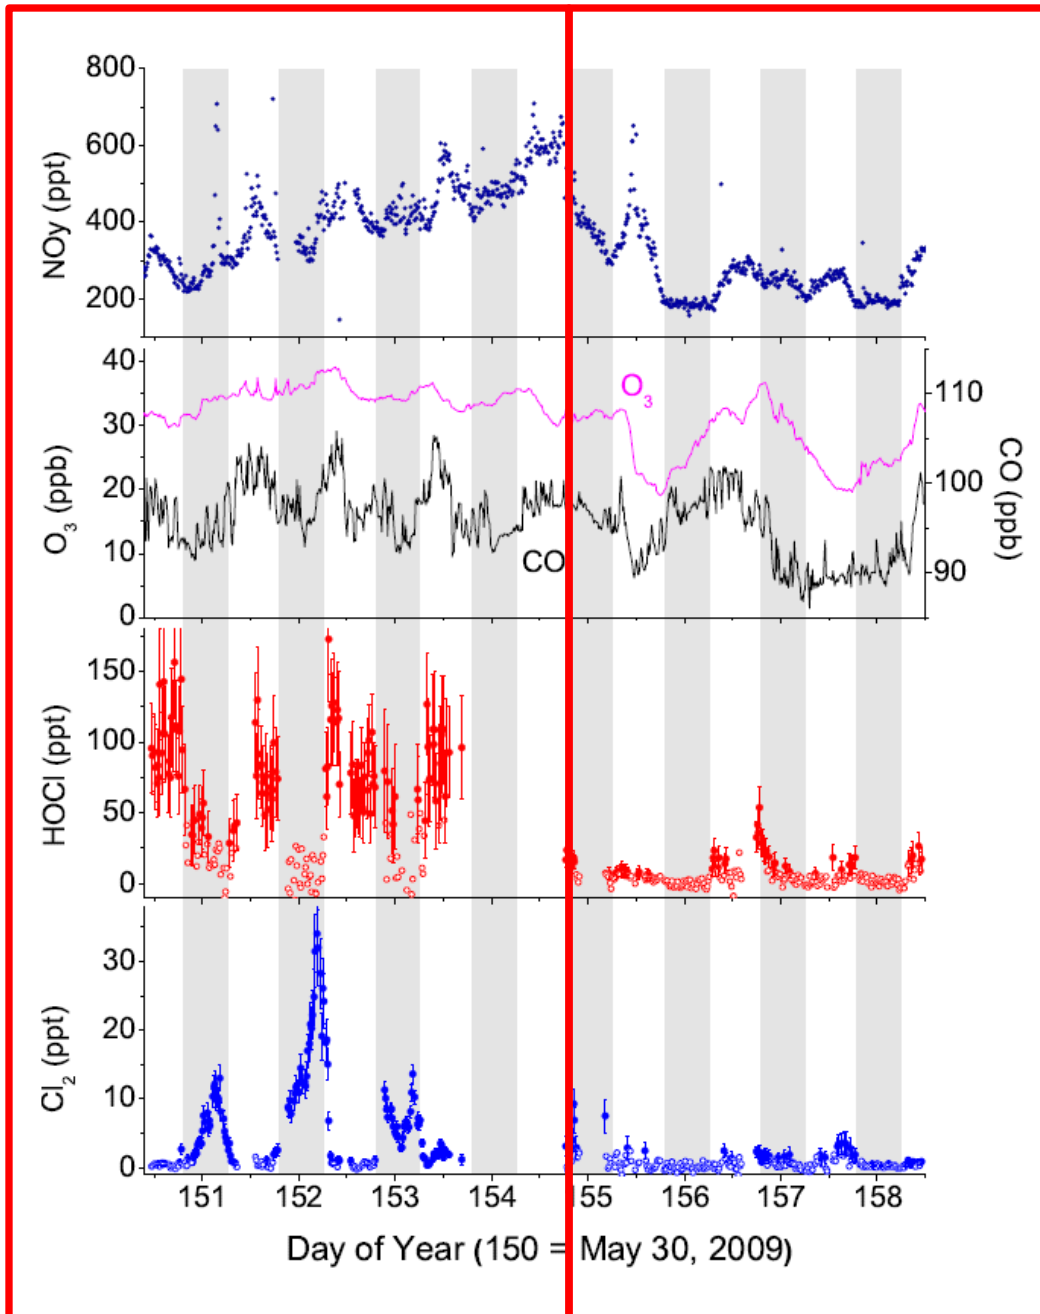 800
600
400
200
NOy (ppt)
40
30
20
10
0
O3 (ppb)
O3
CO
110
100
90
CO (ppb)
150
100
50
0
HOCl (ppt)
30
20
10
0
Cl2 (ppt)
151 152 153 154 155 156 157 158
Day of Year (150 = May 30, 2009)